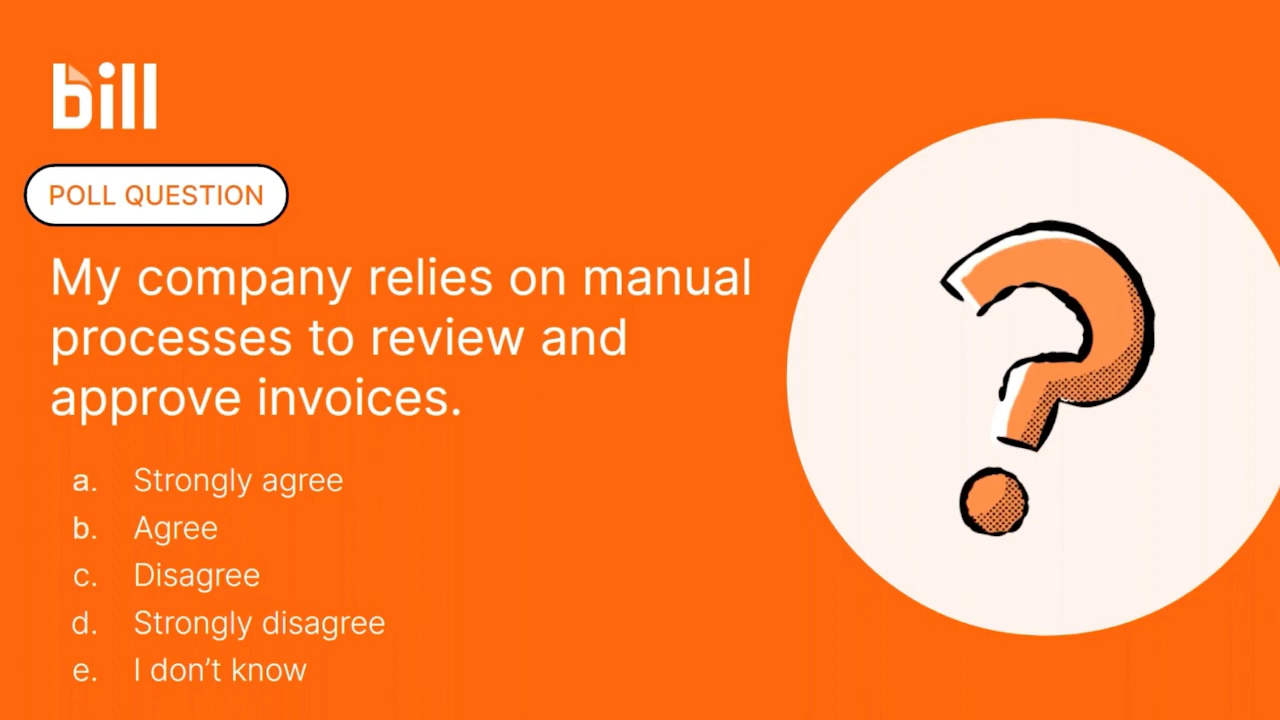 bill
POLL QUESTION
My company relies on manual
processes to review and
approve invoices.
a. Strongly agree
b. Agree
c. Disagree
d. Strongly disagree
e. I don’t know
?